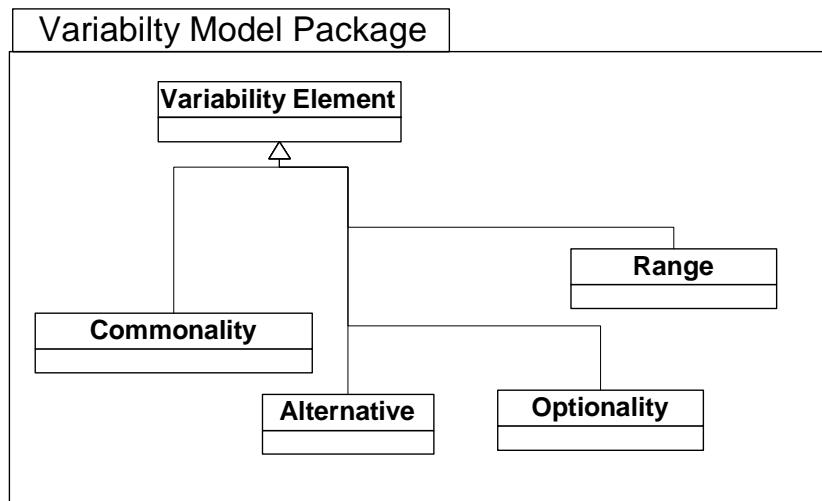 Variabilty Model Package
Variability Element
Range
Commonality
Alternative
Optionality